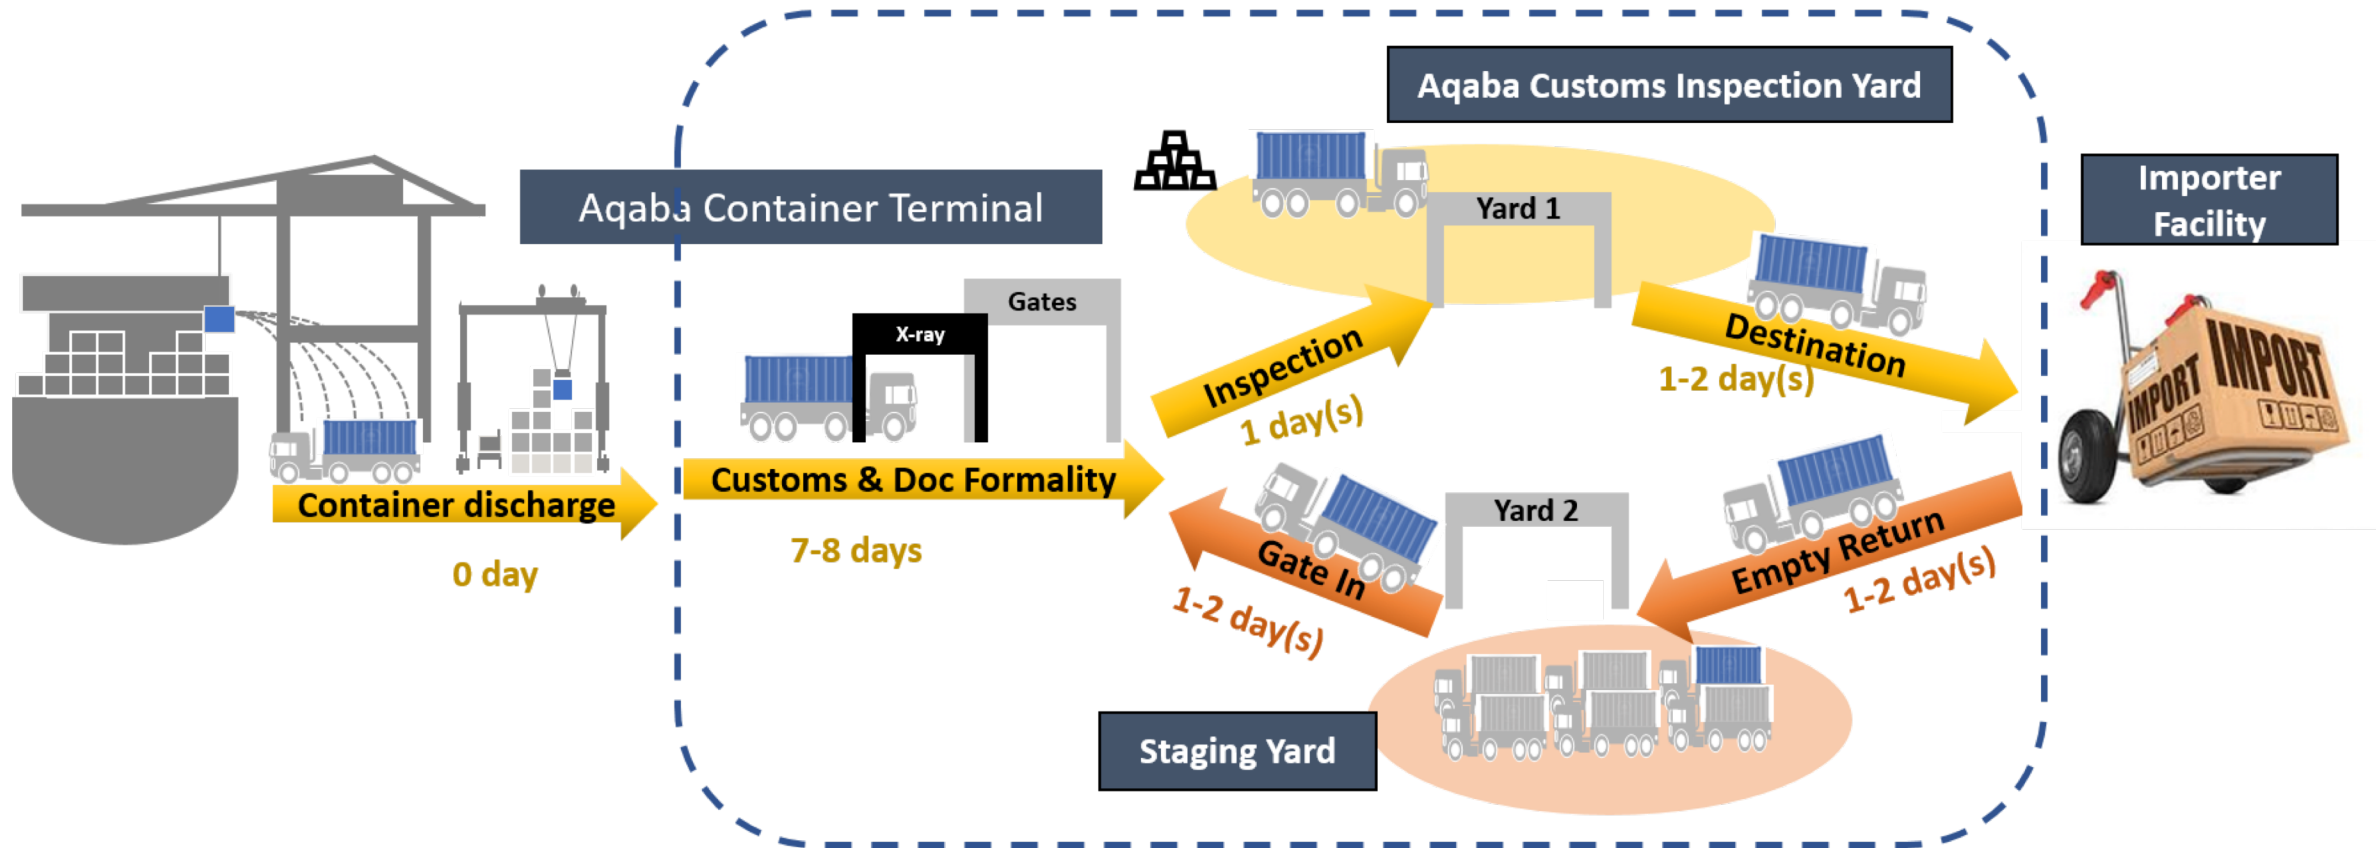 Aqaba Customs Inspection Yard
Importer
Facility
Aqaba Container Terminal
Yard 1
Gates
X-ray
Inspection
1 day(s)
Destination
1-2 day(s)
IMPORT
IMPORT
Container discharge
0 day
Customs & Doc Formality
7-8 days
Yard 2
Gate In
1-2 day(s)
Empty Return
1-2 day(s)
Staging Yard